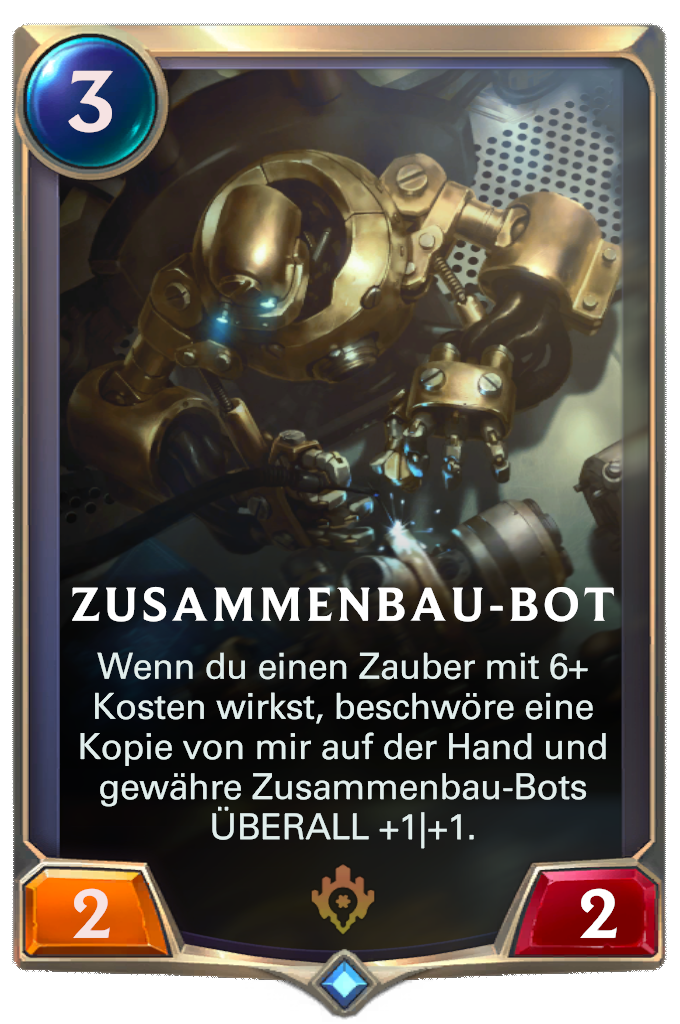 3
ZUSAMMENBAU-BOT
Wenn du einen Zauber mit 6+
Kosten wirkst, beschwöre eine
Kopie von mir auf der Hand und
gewähre Zusammenbau-Bots
ÜBERALL +1|+1.
2
2